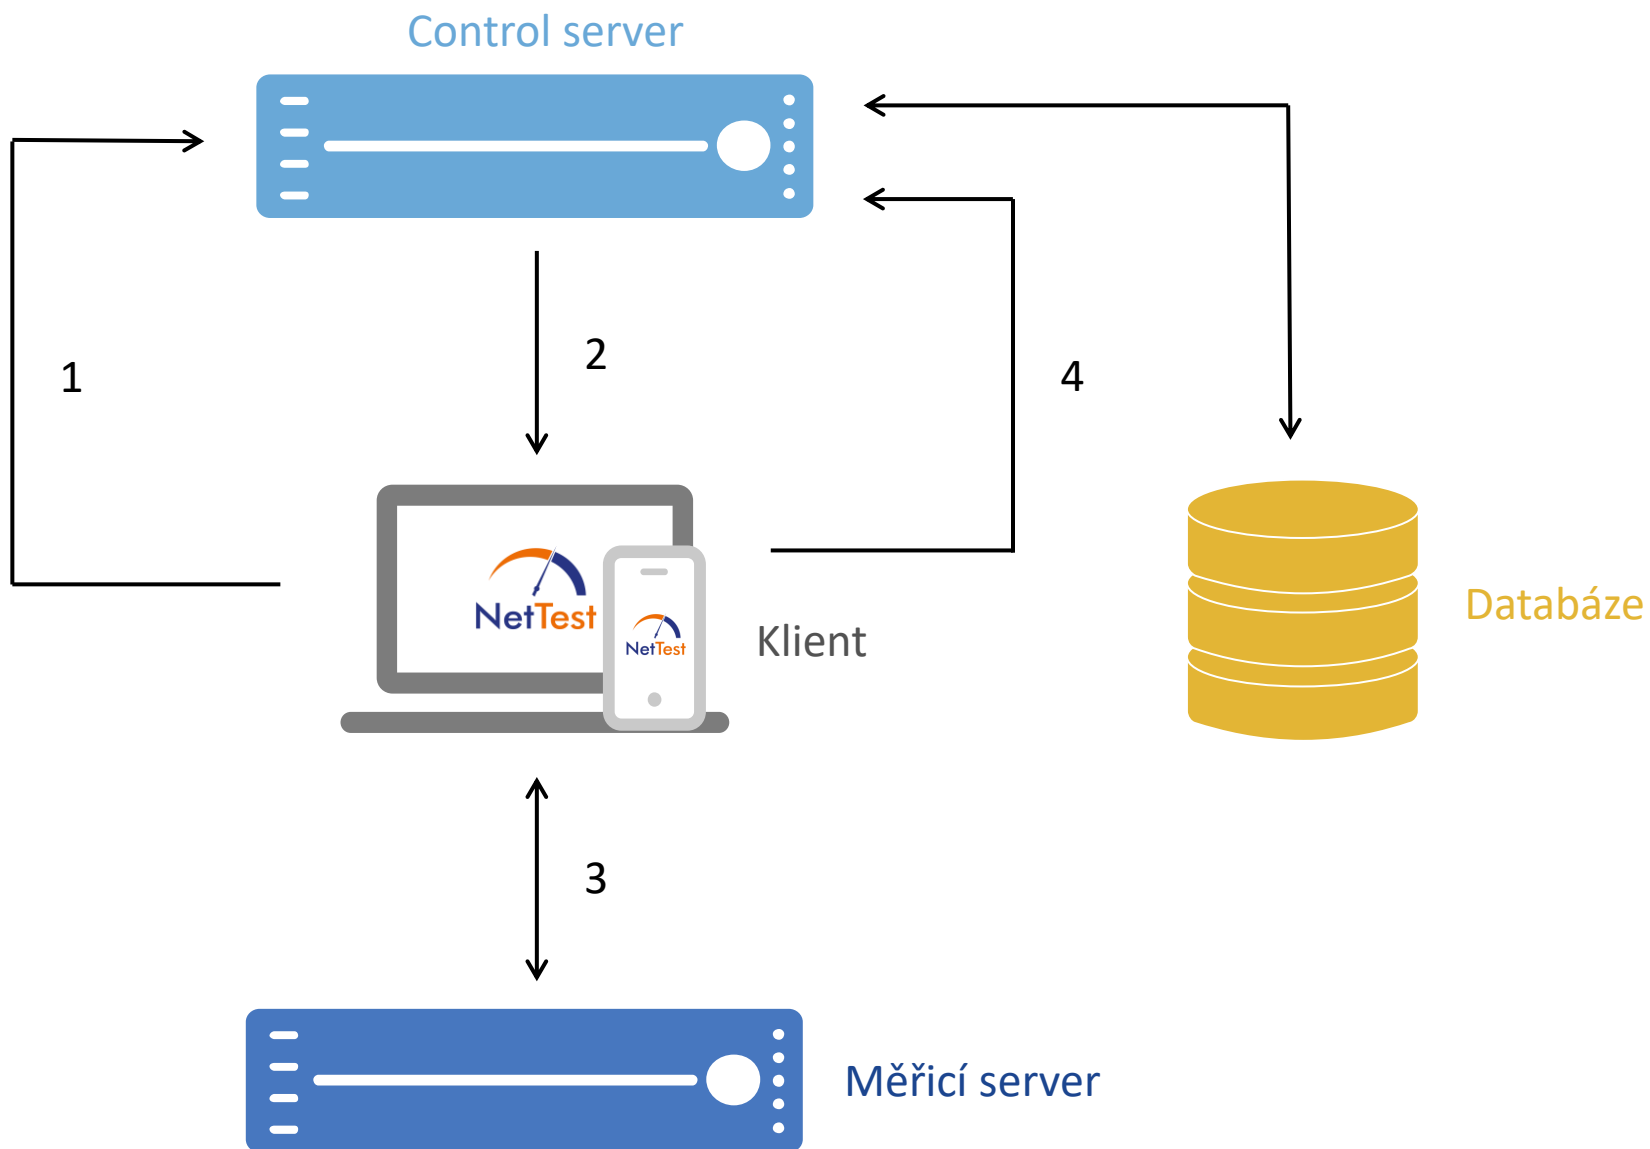 Control server
1
2
4
NetTest
NetTest
Klient
Databáze
3
Měřicí server